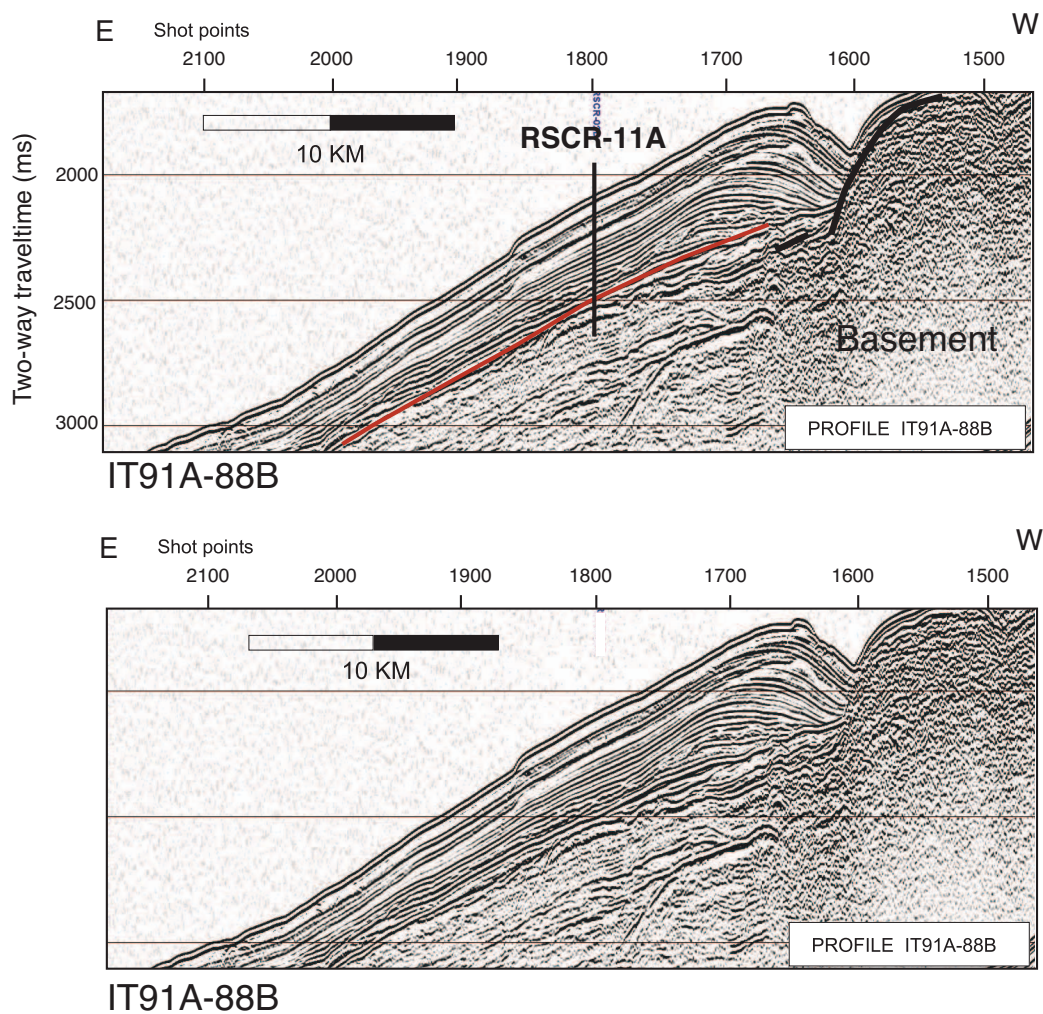 E Shot points W
2100 2000 1900 1800 1700 1600 1500
RSCR-11A
10 KM
Two-way traveltime (ms)
2000
2500
3000
Basement
PROFILE IT91A-88B
IT91A-88B
E Shot points W
2100 2000 1900 1800 1700 1600 1500
10 KM
PROFILE IT91A-88B
IT91A-88B